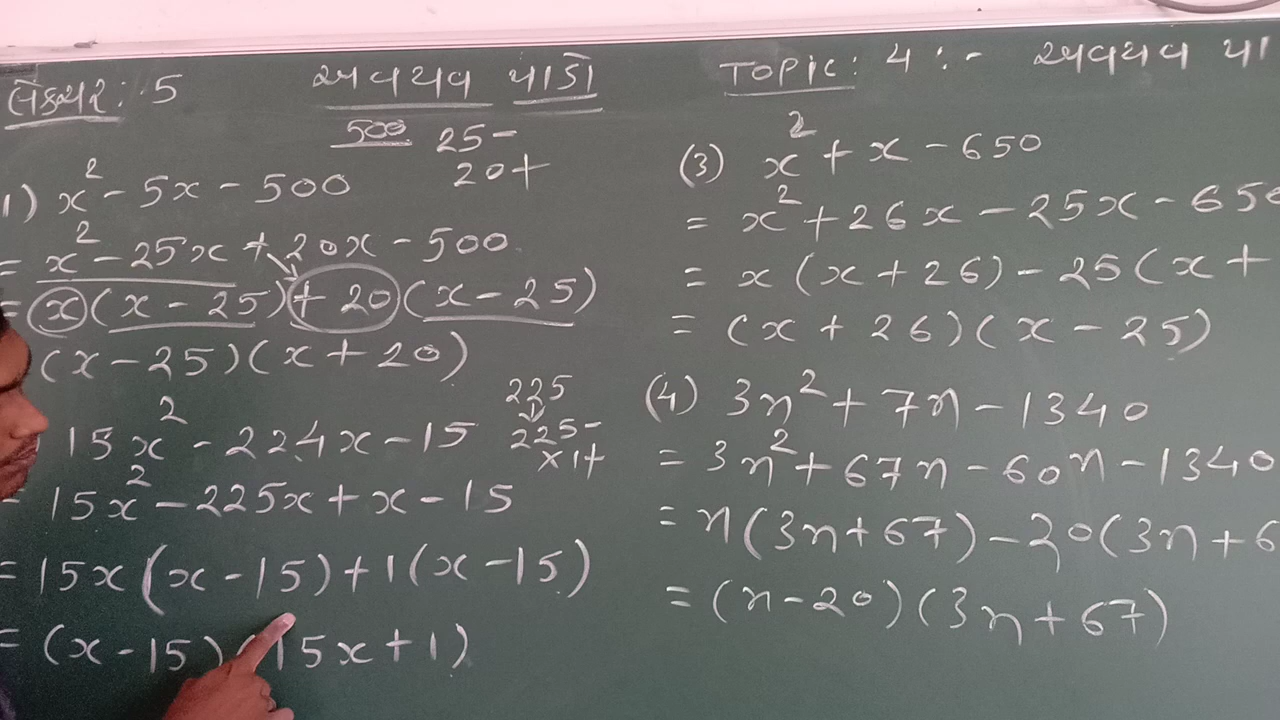 લેક્ચર: 5
અવયવ પાડો
500 25-
20+
1) x² - 5x - 500
= x² - 25x + 20x - 500
= x(x - 25) + 20(x - 25)
(x - 25)(x + 20)
15x² - 224x - 15
225
225-
x1+
= 15x² - 225x + x - 15
= 15x(x - 15) + 1(x - 15)
= (x - 15)(15x + 1)
TOPIC: 4 :- અવયવ પા
(3) x² + x - 650
= x² + 26x - 25x - 650
= x(x + 26) - 25(x +
= (x + 26)(x - 25)
(4) 3n² + 7n - 1340
= 3n² + 67n - 60n - 1340
= n(3n + 67) - 20(3n + 6
= (n - 20)(3n + 67)